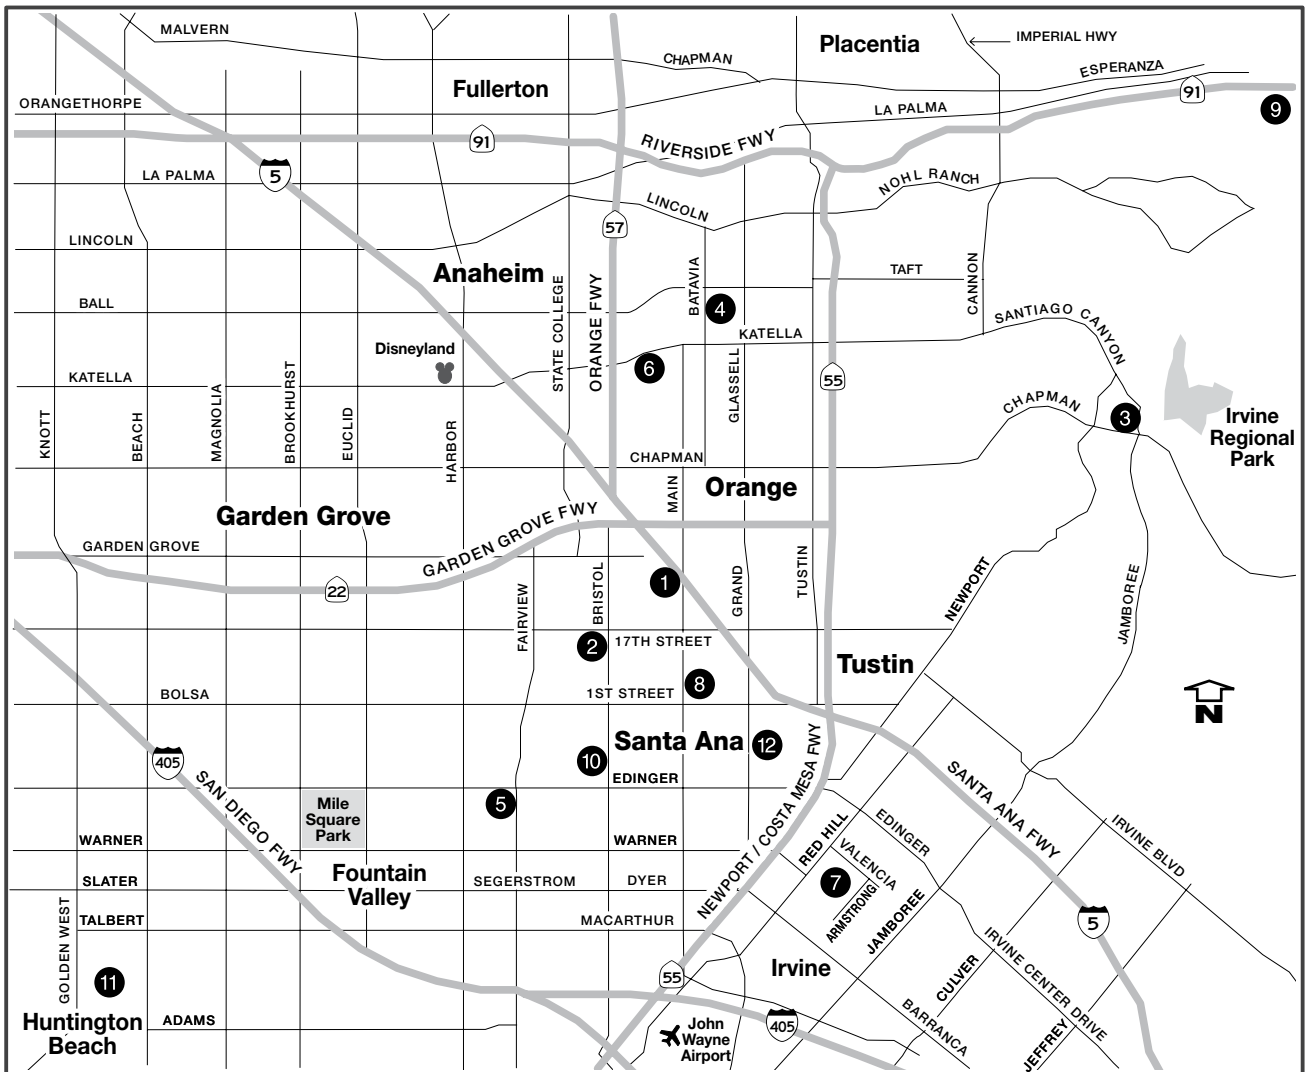 MALVERN
CHAPMAN
Placentia
IMPERIAL HWY
ESPERANZA
Fullerton
91
9
ORANGETHORPE
LA PALMA
91
RIVERSIDE FWY
5
LA PALMA
NOHL RANCH
LINCOLN
57
LINCOLN
Anaheim
TAFT
CANNON
BATAVIA
STATE COLLEGE
ORANGE FWY
BALL
4
SANTIAGO CANYON
KATELLA
Disneyland
6
KATELLA
55
GLASSELL
KNOTT
BEACH
MAGNOLIA
BROOKHURST
EUCLID
HARBOR
CHAPMAN
3
Irvine
Regional
Park
CHAPMAN
MAIN
Orange
Garden Grove
GARDEN GROVE FWY
GARDEN GROVE
22
FAIRVIEW
BRISTOL
1
GRAND
TUSTIN
NEWPORT
JAMBOREE
2
17TH STREET
Tustin
8
1ST STREET
BOLSA
N
Santa Ana
12
10
EDINGER
405
SAN DIEGO FWY
5
Mile
Square
Park
NEWPORT / COSTA MESA FWY
SANTA ANA FWY
IRVINE BLVD
EDINGER
RED HILL
VALENCIA
WARNER
WARNER
7
ARMSTRONG
JAMBOREE
Fountain
Valley
SLATER
SEGERSTROM
DYER
5
GOLDEN WEST
TALBERT
MACARTHUR
IRVINE CENTER DRIVE
CULVER
Irvine
55
11
Huntington
Beach
ADAMS
John
Wayne
Airport
405
BARRANCA
JEFFREY